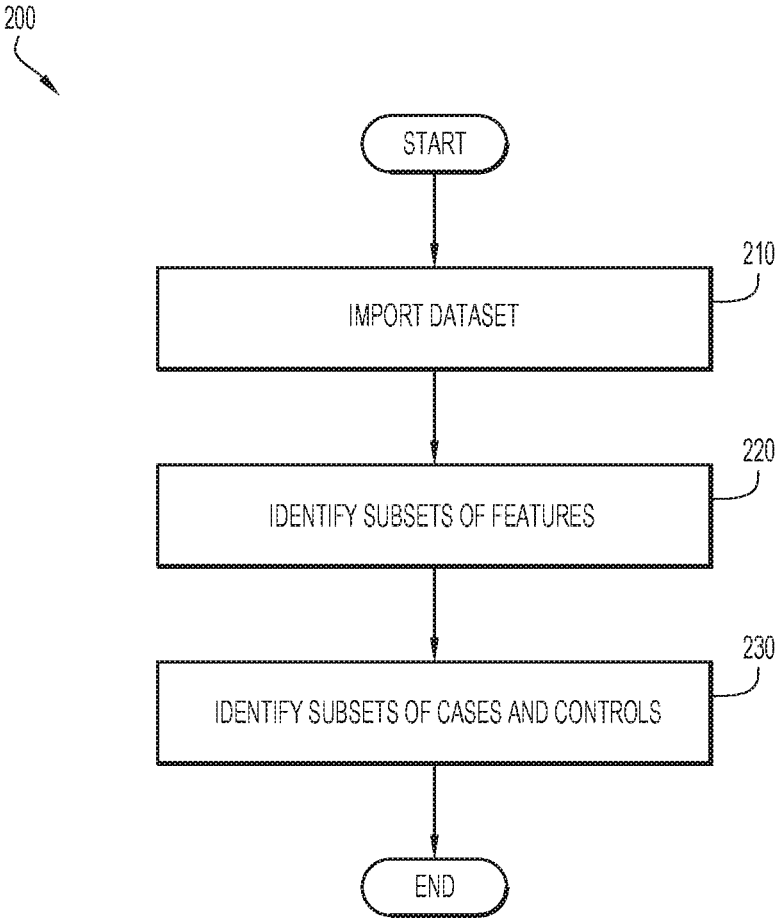 200
START
210
IMPORT DATASET
220
IDENTIFY SUBSETS OF FEATURES
230
IDENTIFY SUBSETS OF CASES AND CONTROLS
END